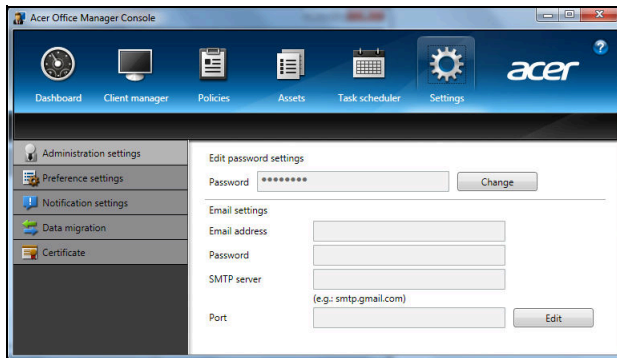 Acer Office Manager Console
?
acer
Dashboard Client manager Policies Assets Task scheduler Settings
Administration settings
Preference settings
Notification settings
Data migration
Certificate
Edit password settings
Password ******** Change
Email settings
Email address
Password
SMTP server
(e.g.: smtp.gmail.com)
Port Edit